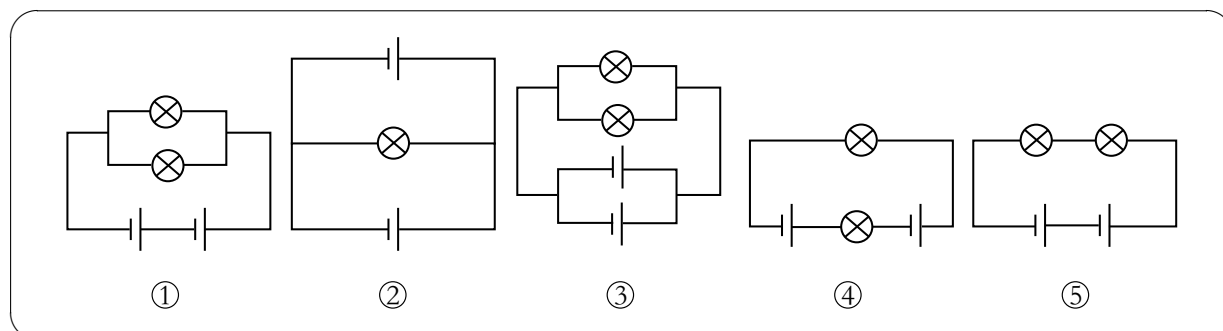 ① ② ③ ④ ⑤